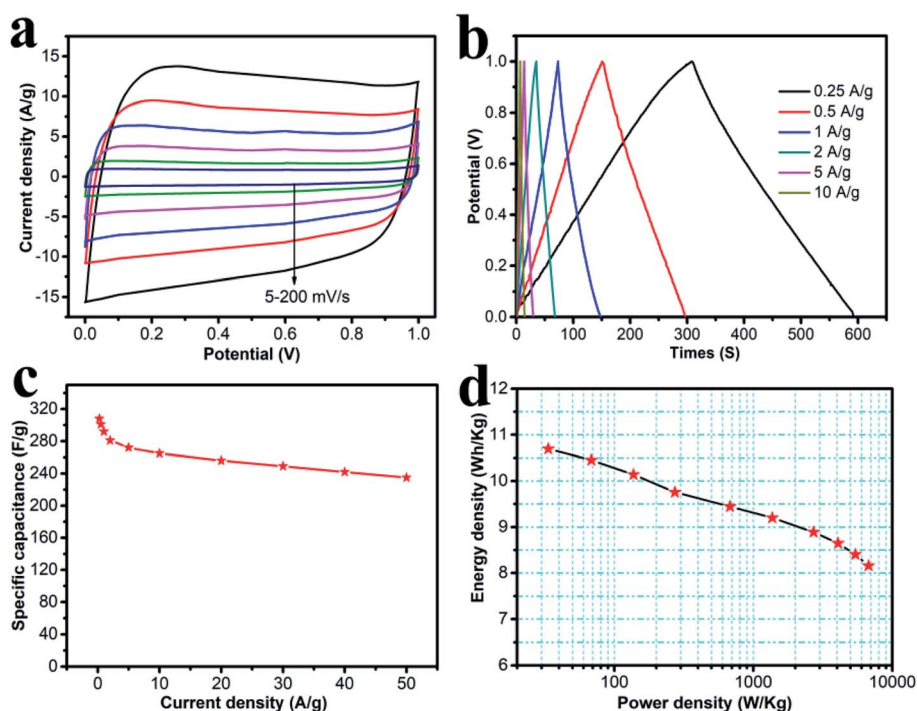 a
Current density (A/g)
15
10
5
0
-5
-10
-15
5-200 mV/s
0.0 0.2 0.4 0.6 0.8 1.0
Potential (V)
b
Potential (V)
1.0
0.8
0.6
0.4
0.2
0.0
0.25 A/g
0.5 A/g
1 A/g
2 A/g
5 A/g
10 A/g
0 100 200 300 400 500 600
Times (S)
c
Specific capacitance (F/g)
320
280
240
200
160
120
80
40
0
0 10 20 30 40 50
Current density (A/g)
d
Energy density (Wh/Kg)
12
11
10
9
8
7
6
100 1000 10000
Power density (W/Kg)